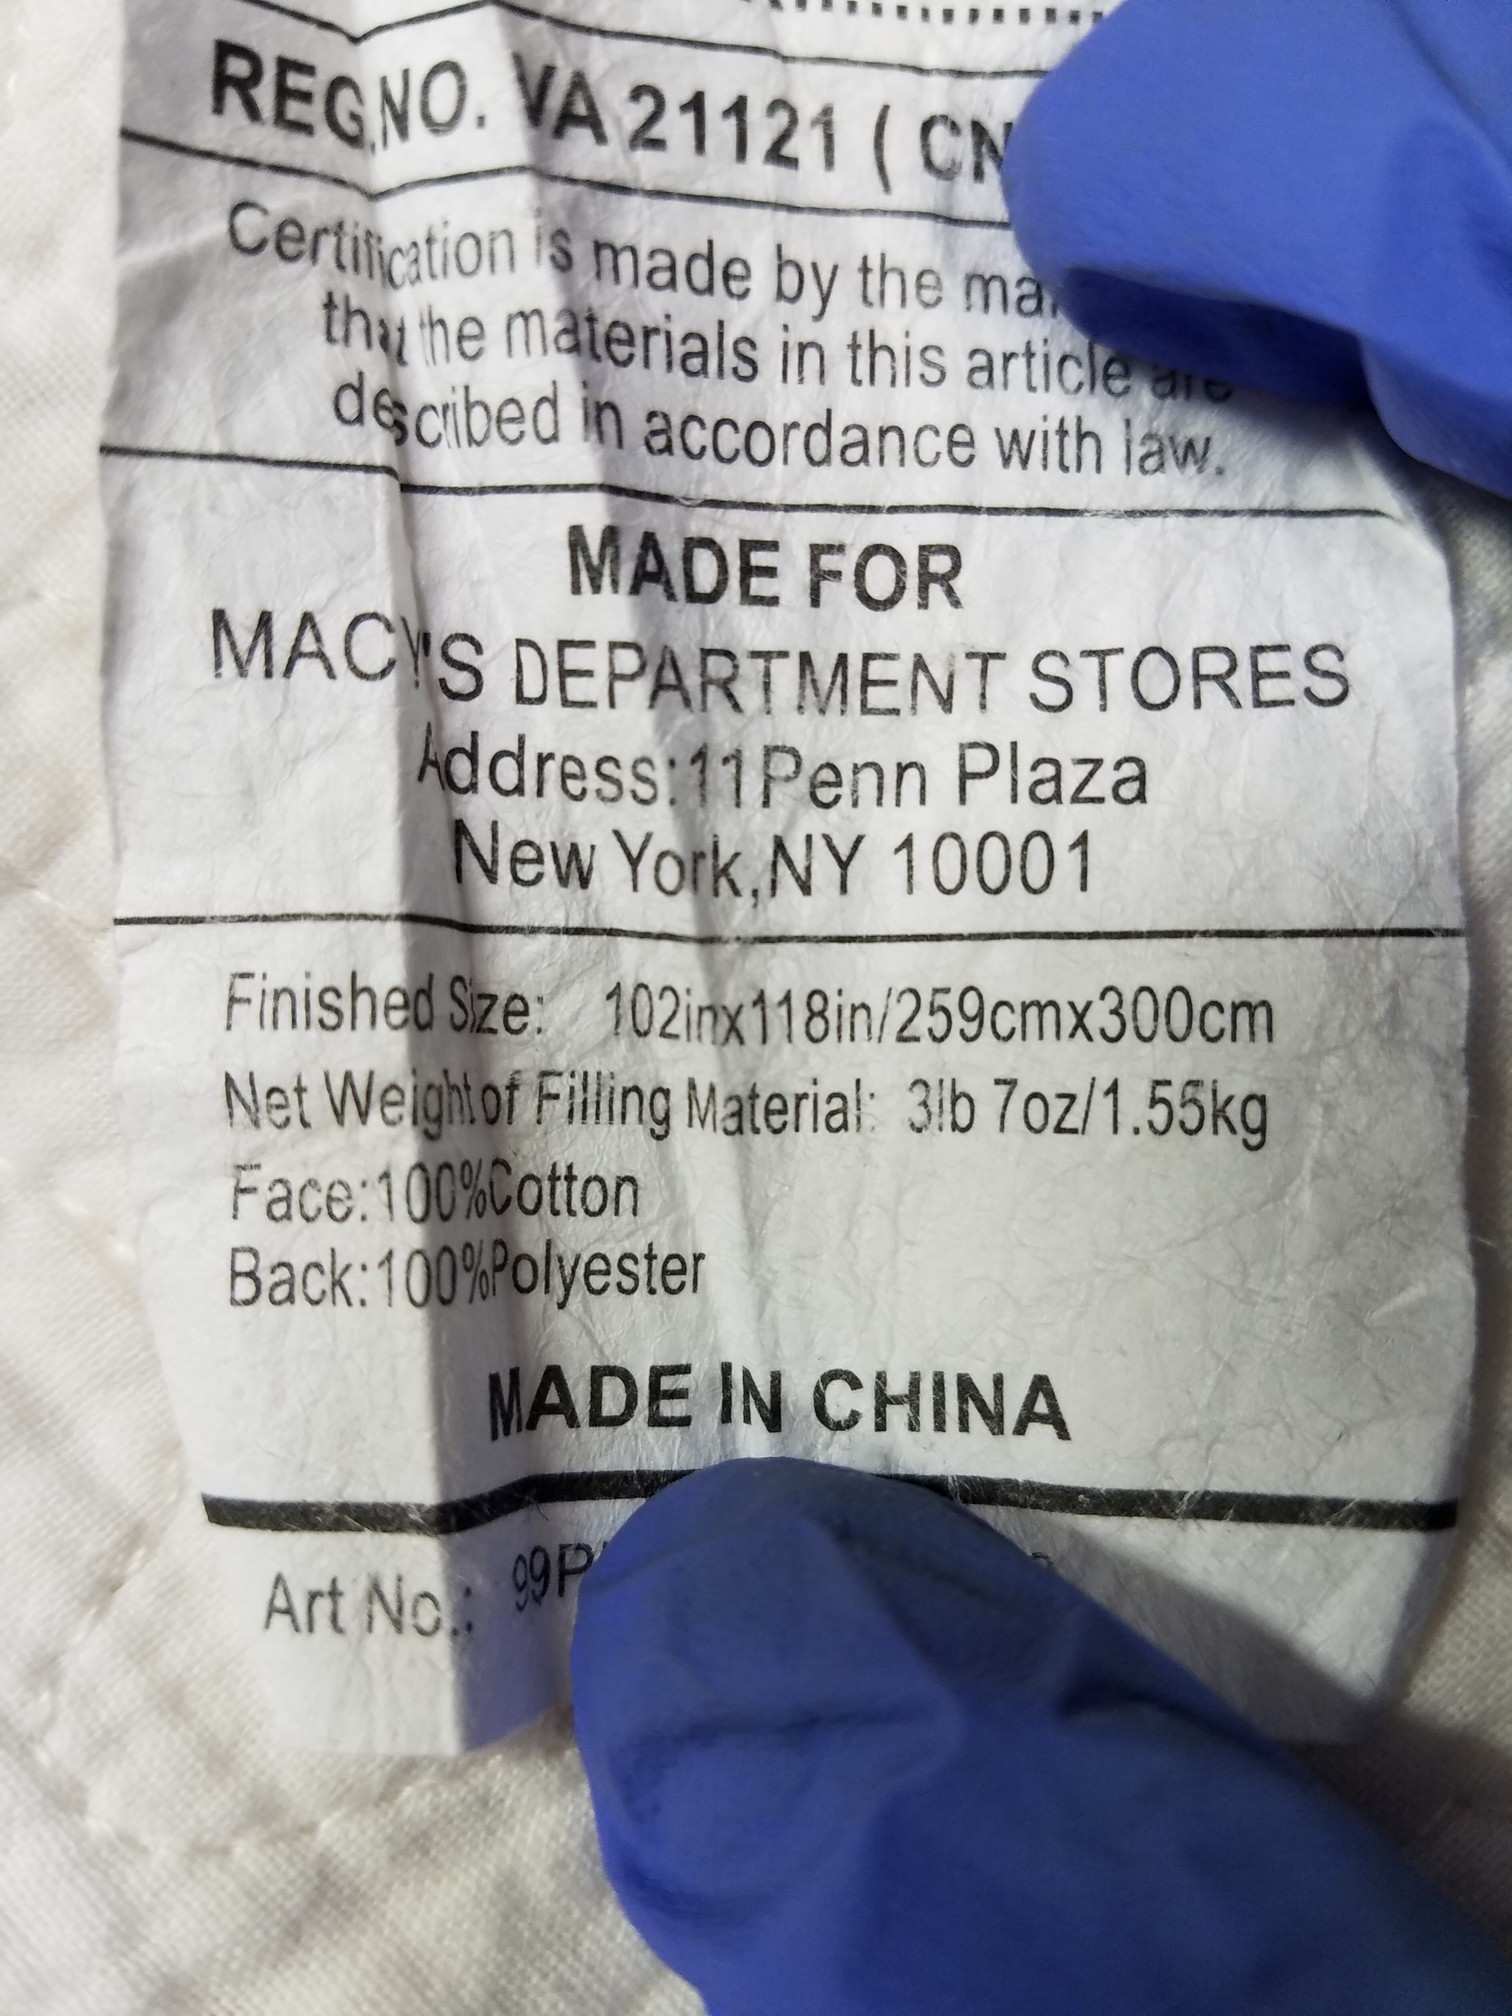 REG.NO. VA 21121 ( CN
Certification is made by the
that the materials in this article are
described in accordance with law.
MADE FOR
MACY'S DEPARTMENT STORES
Address:11Penn Plaza
New York,NY 10001
Finished Size: 102inx118in/259cmx300cm
Net Weight of Filling Material: 3lb 7oz/1.55kg
Face:100%Cotton
Back:100%Polyester
MADE IN CHINA
Art No.: 99P